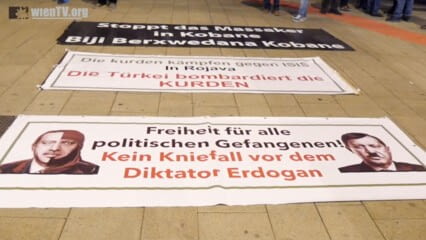 wienTV.org
Stoppt das Massaker
in Kobane
Biji Berxwedana Kobane
Die kurden kämpfen gegen ISIS
In Rojava
Die Türkei bombardiert die
KURDEN
Freiheit für alle
politischen Gefangenen!
Kein Kniefall vor dem
Diktator Erdogan